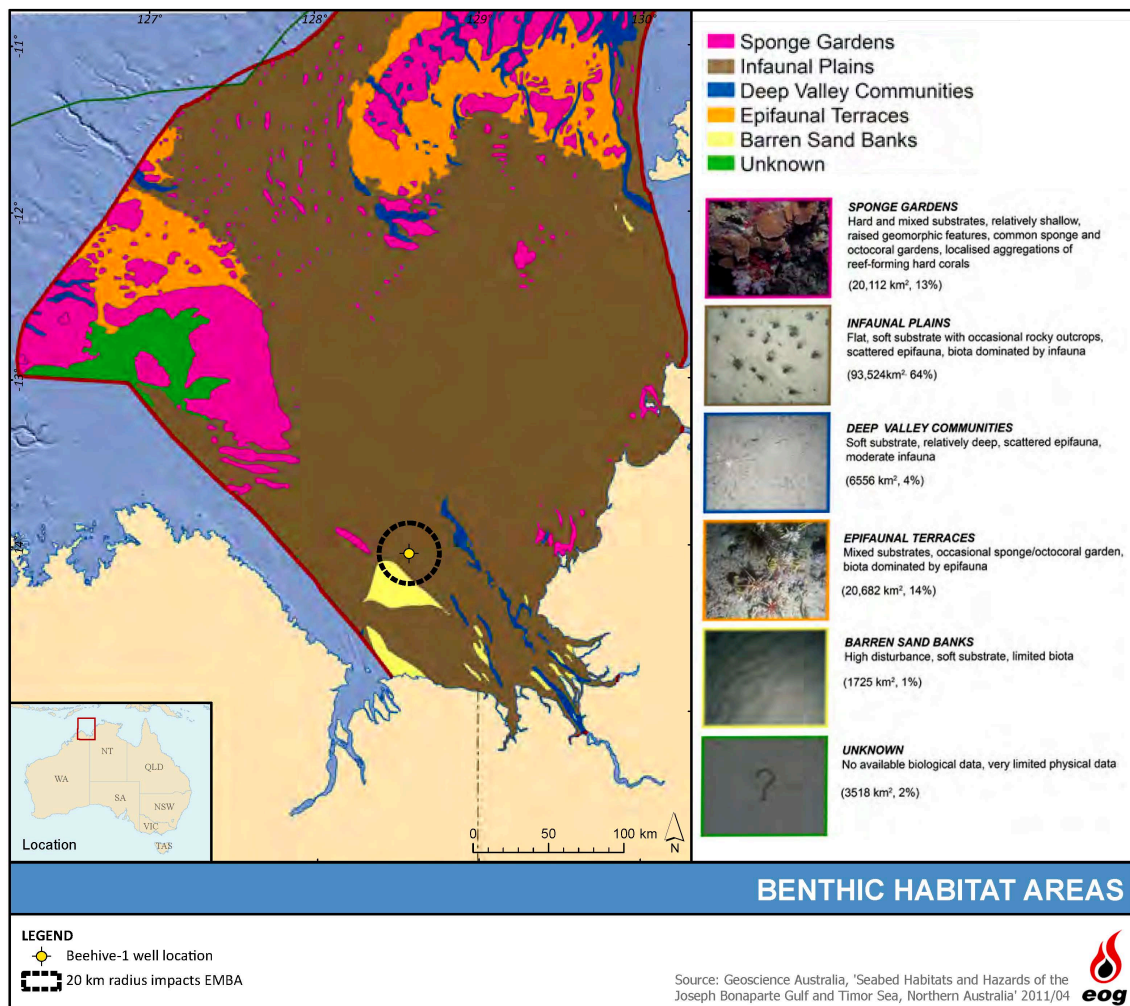 127°
128°
129°
130°
-11°
-12°
-13°
-14°
Sponge Gardens
Infaunal Plains
Deep Valley Communities
Epifaunal Terraces
Barren Sand Banks
Unknown
SPONGE GARDENS
Hard and mixed substrates, relatively shallow,
raised geomorphic features, common sponge and
octocoral gardens, localised aggregations of
reef-forming hard corals
(20,112 km², 13%)
INFAUNAL PLAINS
Flat, soft substrate with occasional rocky outcrops,
scattered epifauna, biota dominated by infauna
(93,524km² 64%)
DEEP VALLEY COMMUNITIES
Soft substrate, relatively deep, scattered epifauna,
moderate infauna
(6556 km², 4%)
EPIFAUNAL TERRACES
Mixed substrates, occasional sponge/octocoral garden,
biota dominated by epifauna
(20,682 km², 14%)
BARREN SAND BANKS
High disturbance, soft substrate, limited biota
(1725 km², 1%)
?
UNKNOWN
No available biological data, very limited physical data
(3518 km², 2%)
WA
NT
QLD
SA
NSW
VIC
TAS
Location
0 50 100 km
N
BENTHIC HABITAT AREAS
LEGEND
Beehive-1 well location
20 km radius impacts EMBA
Source: Geoscience Australia, 'Seabed Habitats and Hazards of the
Joseph Bonaparte Gulf and Timor Sea, Northern Australia' 2011/04
eog